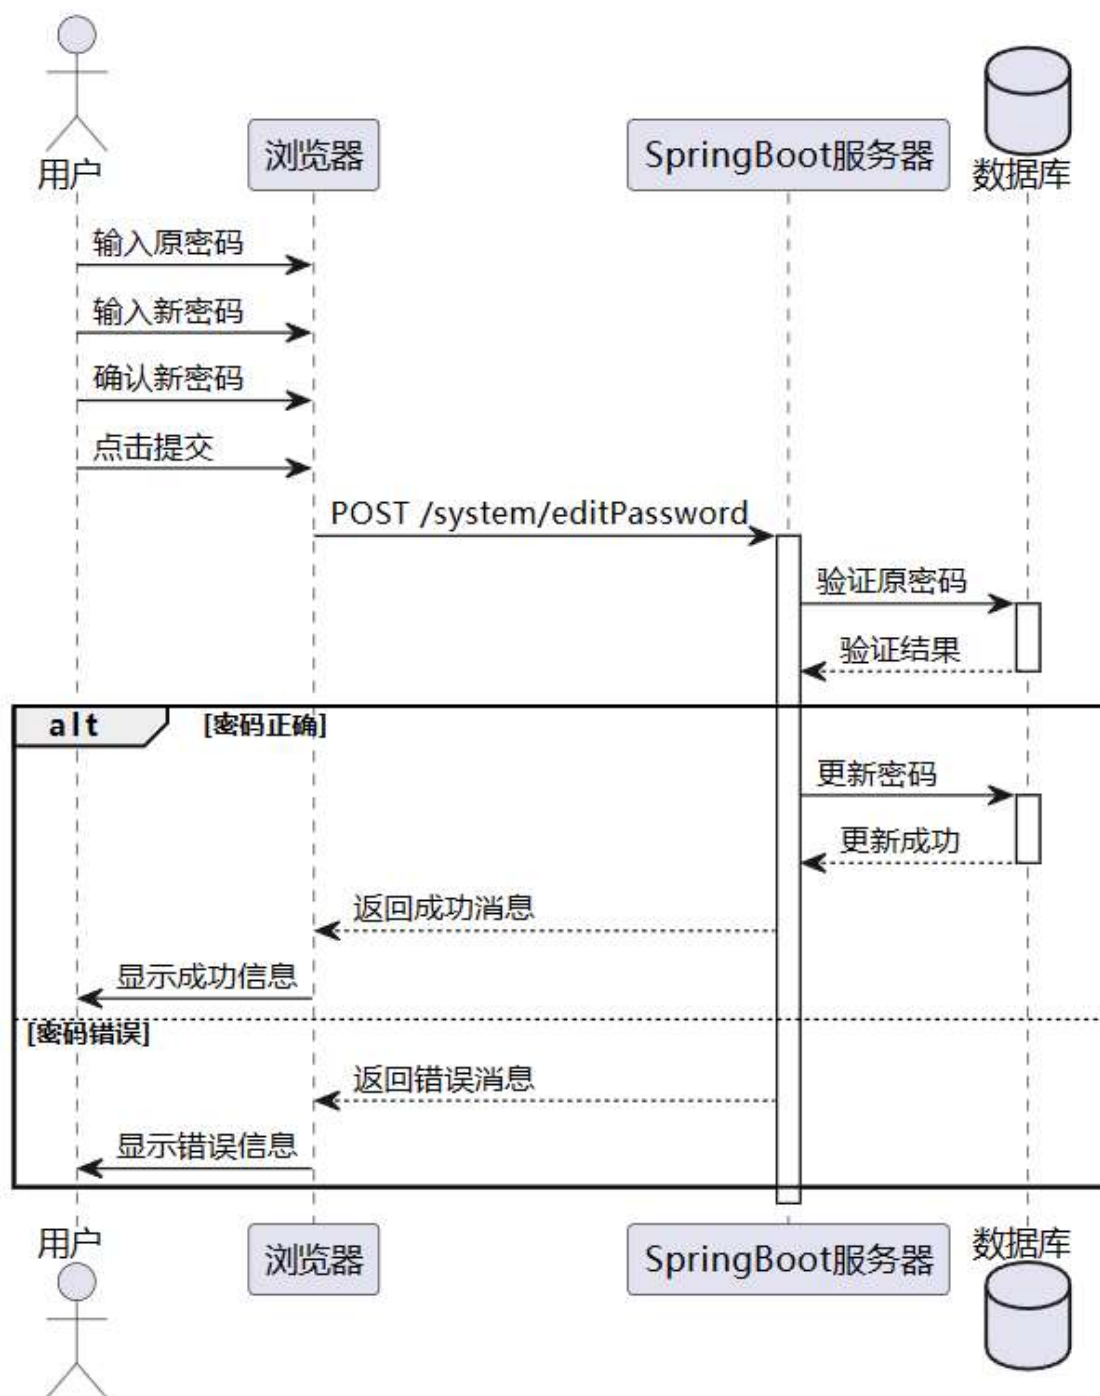 用户
浏览器
SpringBoot服务器
数据库
输入原密码
输入新密码
确认新密码
点击提交
POST /system/editPassword
验证原密码
验证结果
alt
[密码正确]
更新密码
更新成功
返回成功消息
显示成功信息
[密码错误]
返回错误消息
显示错误信息
用户
浏览器
SpringBoot服务器
数据库